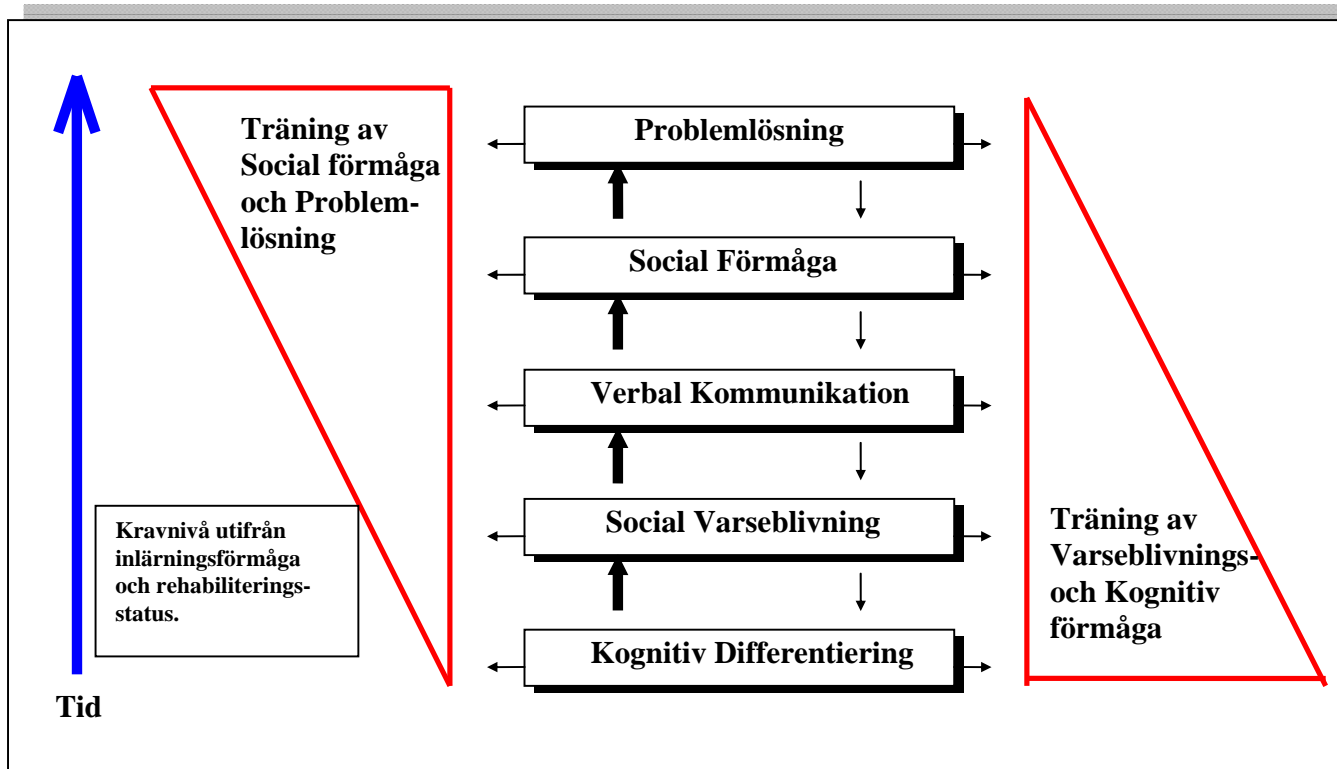 Träning av
Social förmåga
och Problem-
lösning
Problemlösning
Social Förmåga
Verbal Kommunikation
Social Varseblivning
Kognitiv Differentiering
Kravnivå utifrån
inlärningsförmåga
och rehabiliterings-
status.
Träning av
Varseblivnings-
och Kognitiv
förmåga
Tid